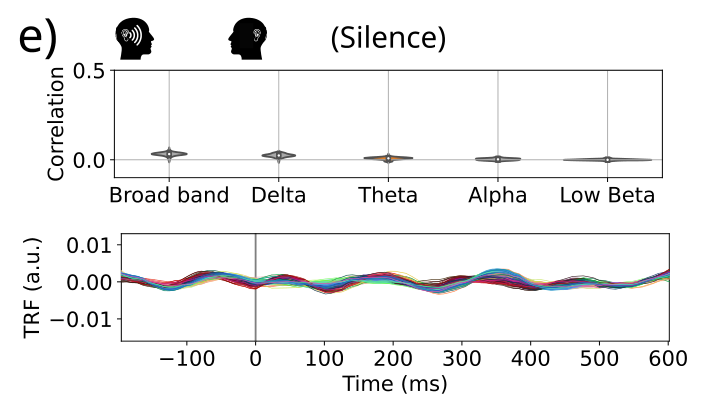 e) (Silence)
Correlation
0.5
0.0
Broad band Delta Theta Alpha Low Beta
TRF (a.u.)
0.01
0.00
−0.01
−100 0 100 200 300 400 500 600
Time (ms)